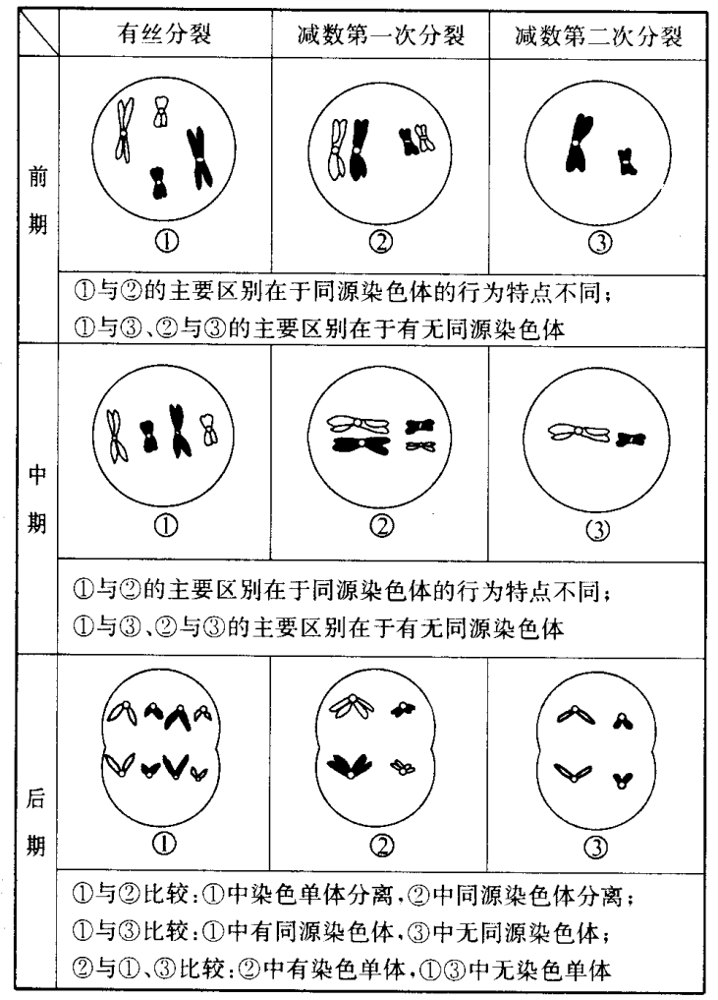 有丝分裂 减数第一次分裂 减数第二次分裂
前期
① ② ③
①与②的主要区别在于同源染色体的行为特点不同;
①与③、②与③的主要区别在于有无同源染色体
中期
① ② ③
①与②的主要区别在于同源染色体的行为特点不同;
①与③、②与③的主要区别在于有无同源染色体
后期
① ② ③
①与②比较:①中染色单体分离,②中同源染色体分离;
①与③比较:①中有同源染色体,③中无同源染色体;
②与①、③比较:②中有染色单体,①③中无染色单体